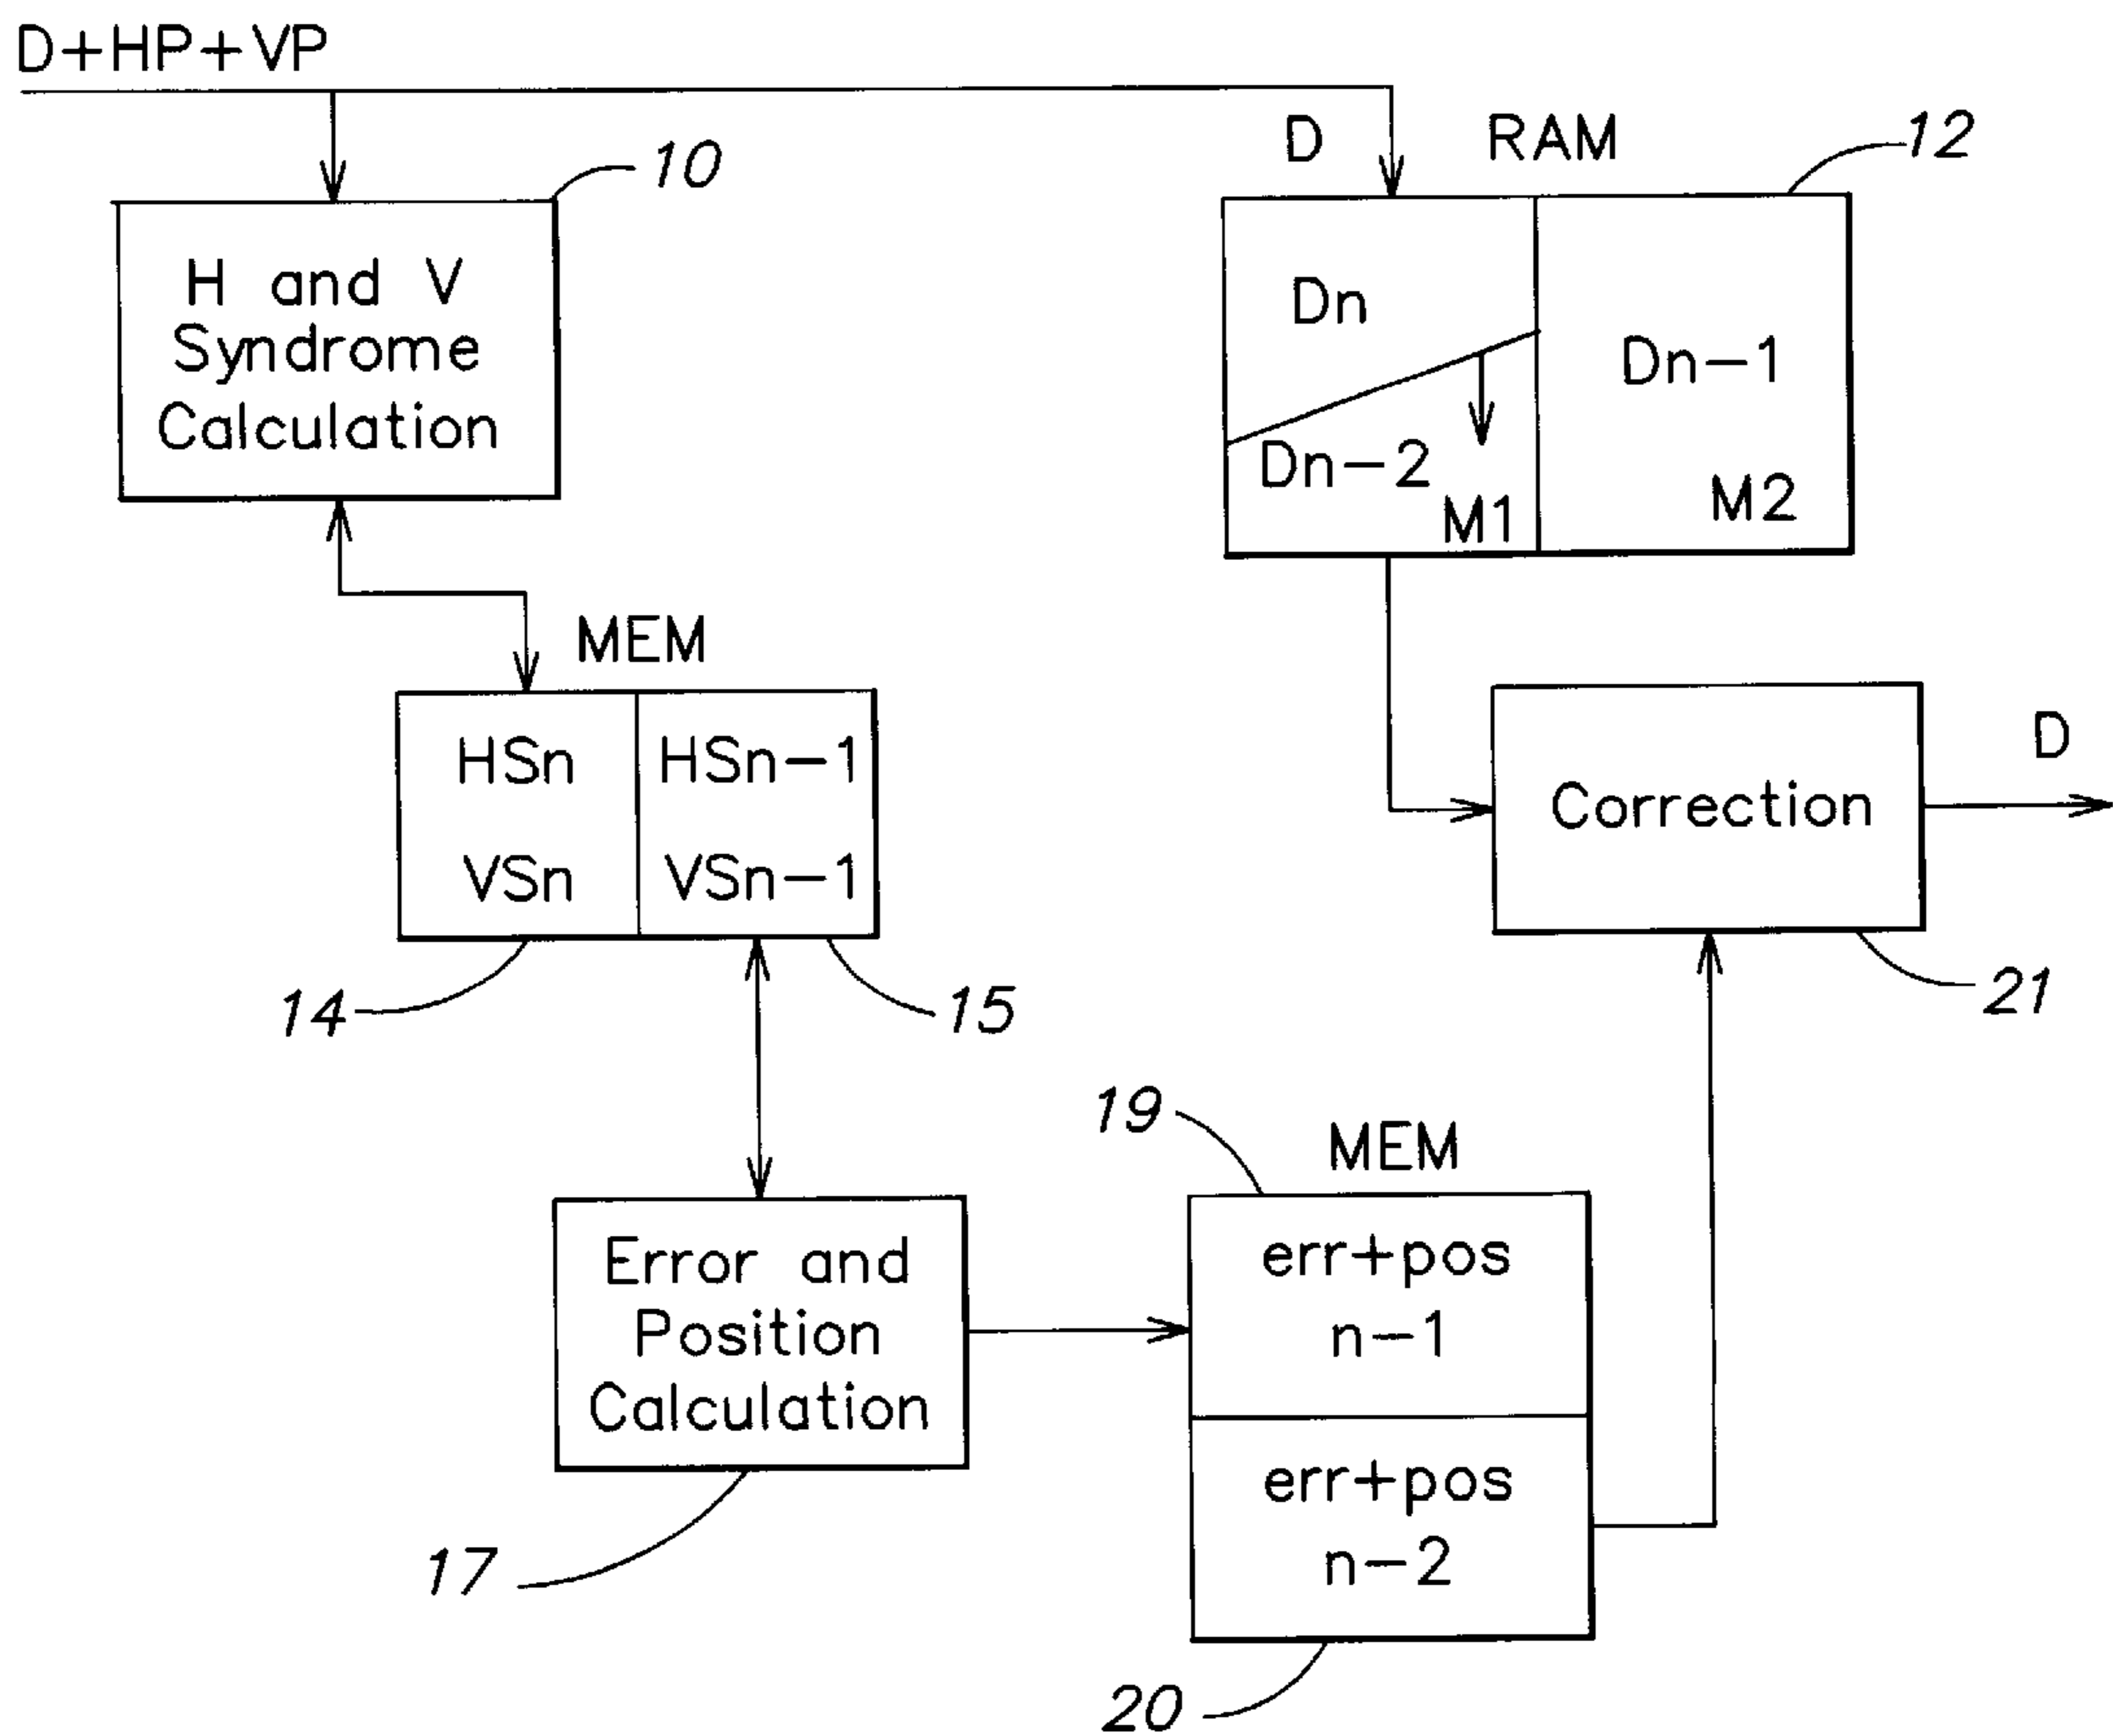 D+HP+VP
10
H and V
Syndrome
Calculation
D
RAM
12
Dn
Dn-1
Dn-2
M1
M2
MEM
HSn
HSn-1
VSn
VSn-1
14
15
Correction
D
21
Error and
Position
Calculation
17
19
MEM
err+pos
n-1
err+pos
n-2
20